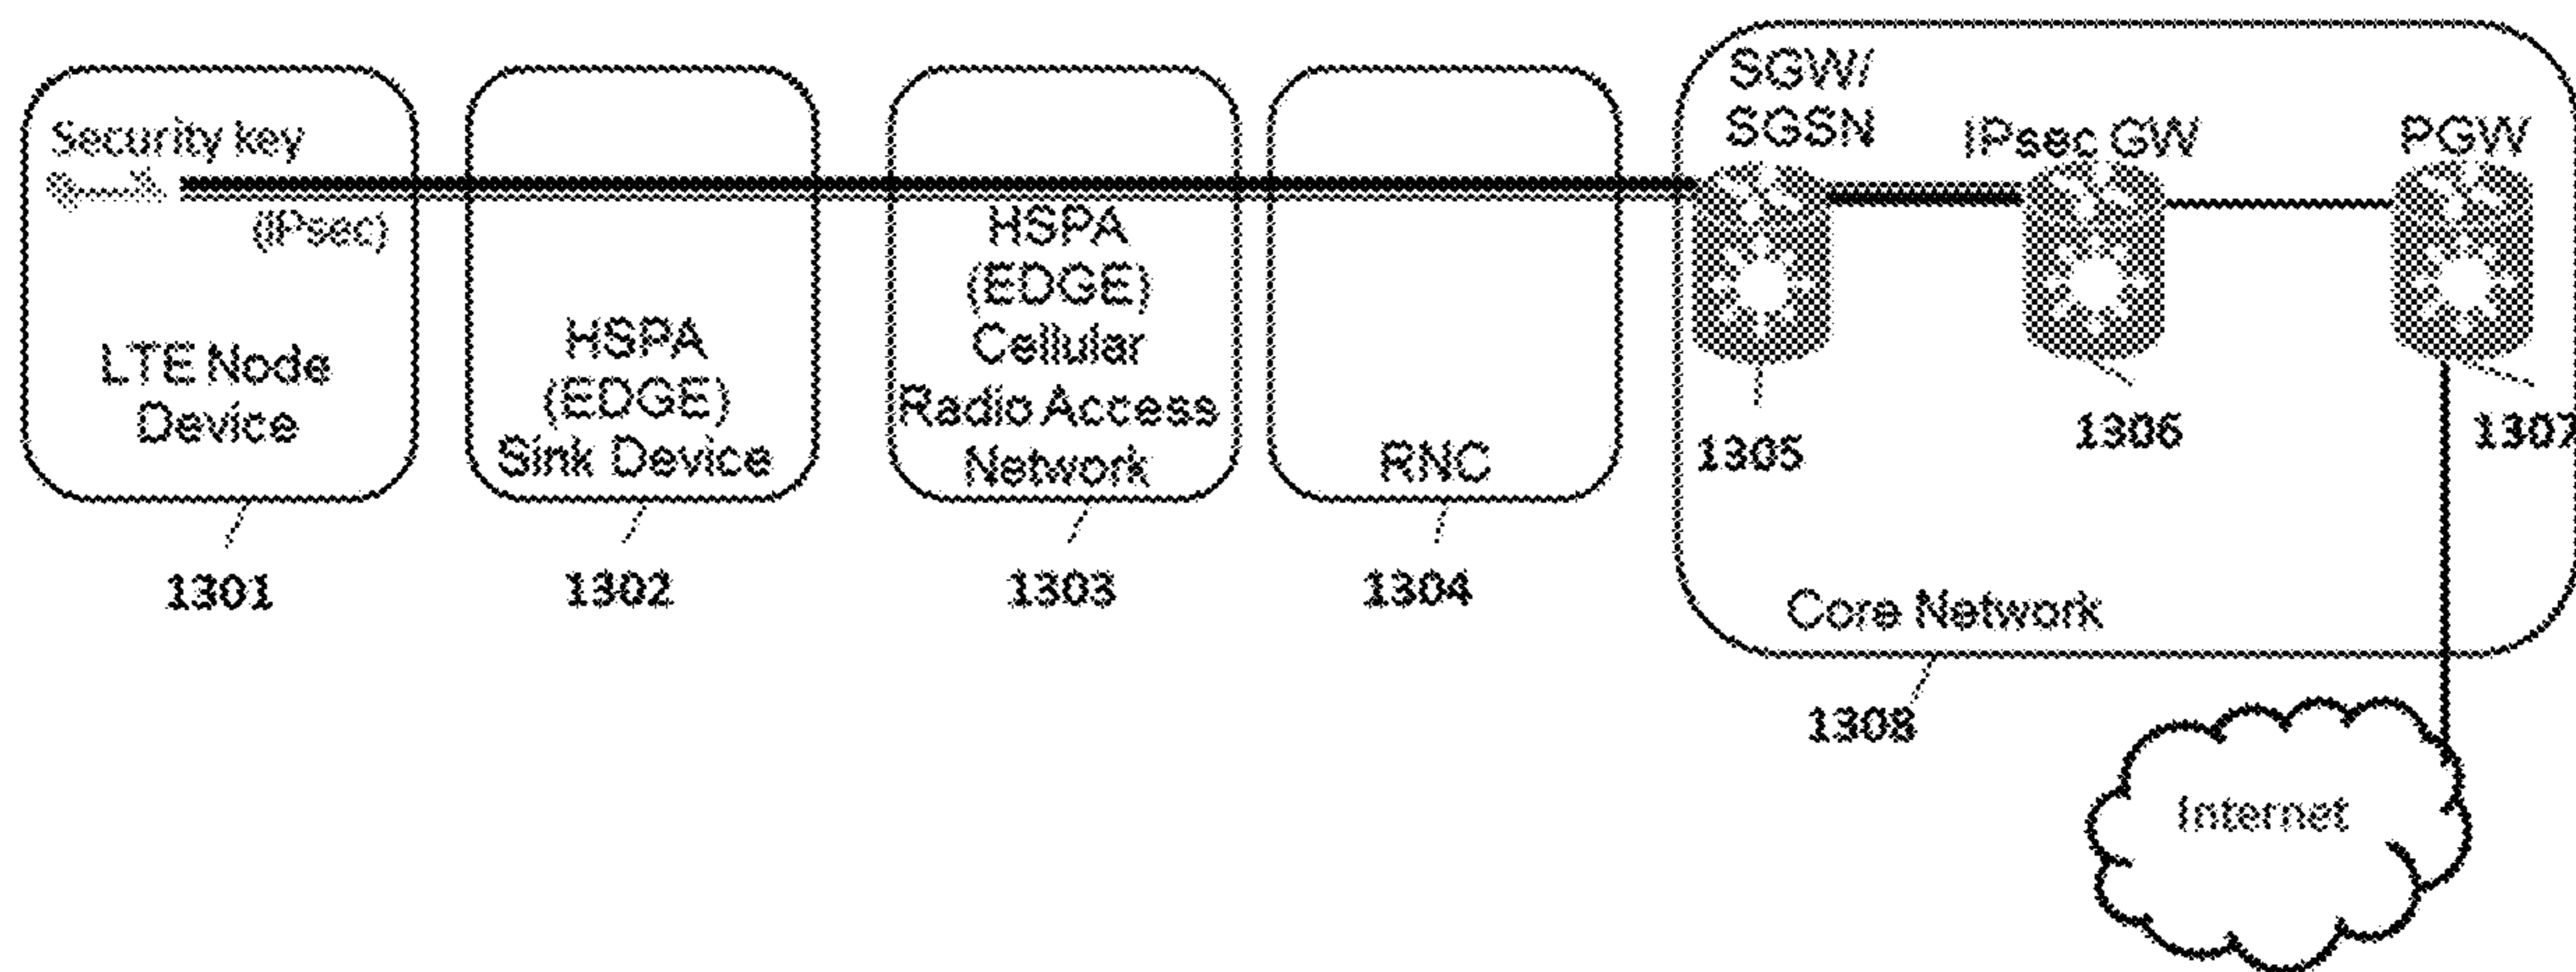 Security key
(IPsec)
LTE Node
Device
1301
HSPA
(EDGE)
Sink Device
1302
HSPA
(EDGE)
Cellular
Radio Access
Network
1303
RNC
1304
SGW/
SGSN
IPsec GW
PGW
1305
1306
1307
Core Network
1308
Internet